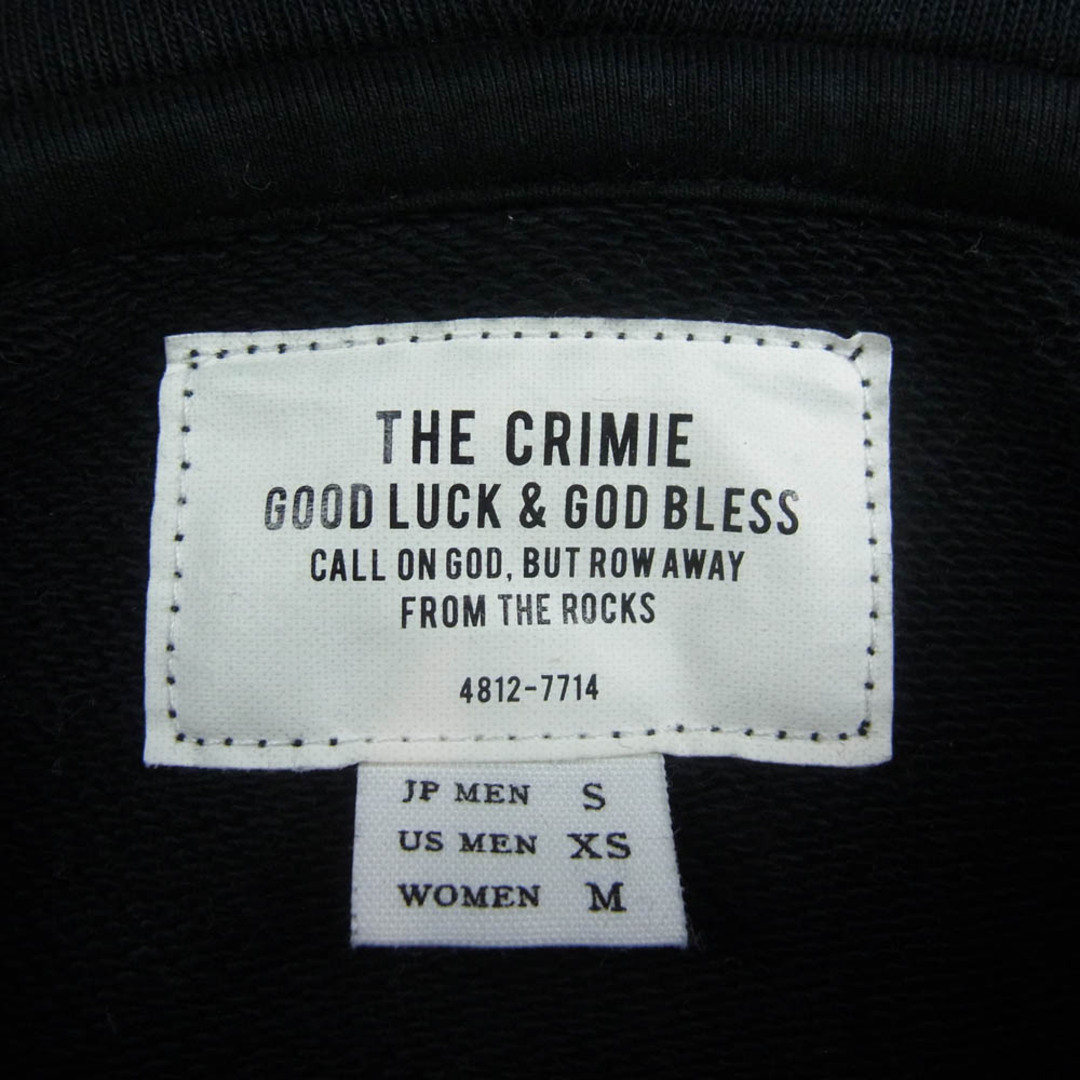 THE CRIMIE
GOOD LUCK & GOD BLESS
CALL ON GOD, BUT ROW AWAY
FROM THE ROCKS
4812-7714
JP MEN S
US MEN XS
WOMEN M